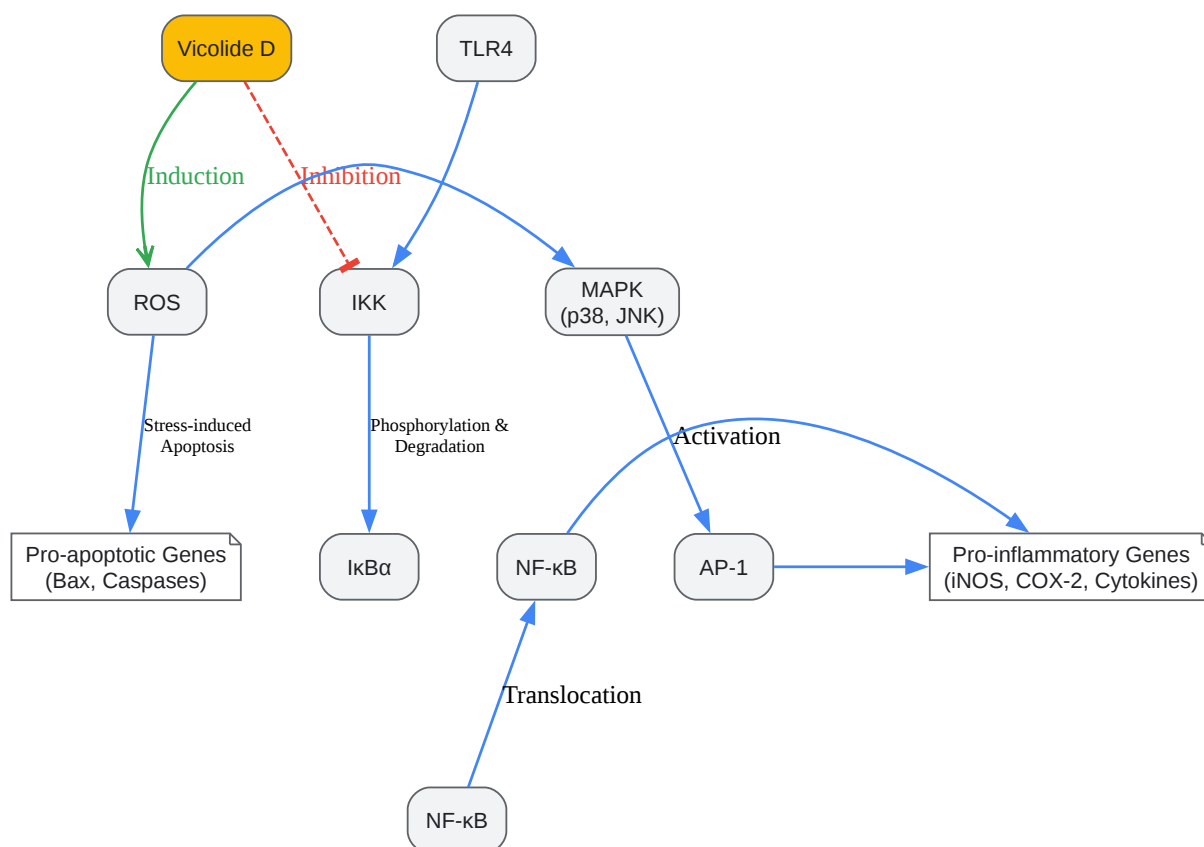 Vicolide D
TLR4
Induction
Inhibition
ROS
IKK
MAPK
(p38, JNK)
Stress-induced
Apoptosis
Phosphorylation &
Degradation
Activation
Pro-apoptotic Genes
(Bax, Caspases)
IκBα
NF-κB
AP-1
Pro-inflammatory Genes
(iNOS, COX-2, Cytokines)
Translocation
NF-κB